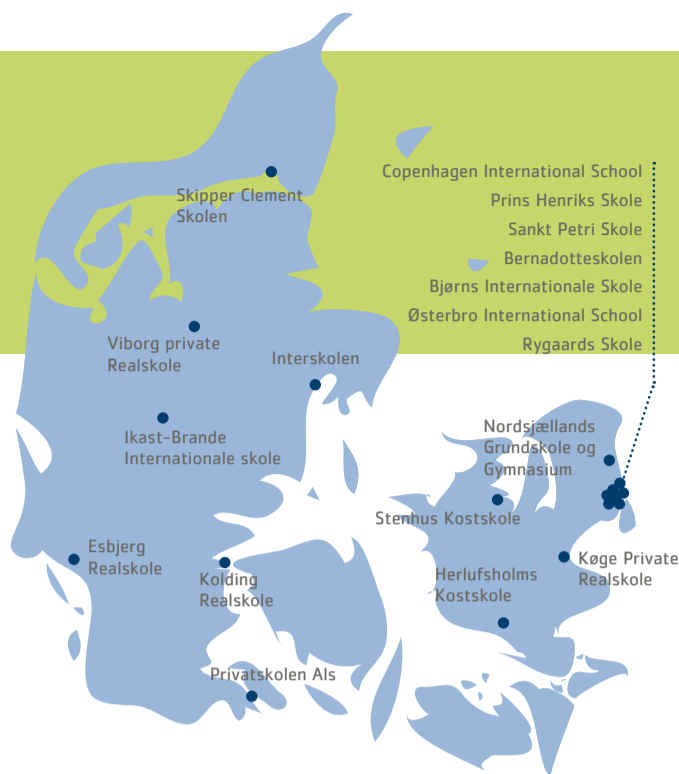 Copenhagen International School
Prins Henriks Skole
Sankt Petri Skole
Bernadotteskolen
Bjørns Internationale Skole
Østerbro International School
Rygaards Skole
Skipper Clement
Skolen
Viborg private
Realskole
Interskolen
Ikast-Brande
Internationale skole
Nordsjællands
Grundskole og
Gymnasium
Stenhus Kostskole
Esbjerg
Realskole
Kolding
Realskole
Herlufsholms
Kostskole
Køge Private
Realskole
Privatskolen Als